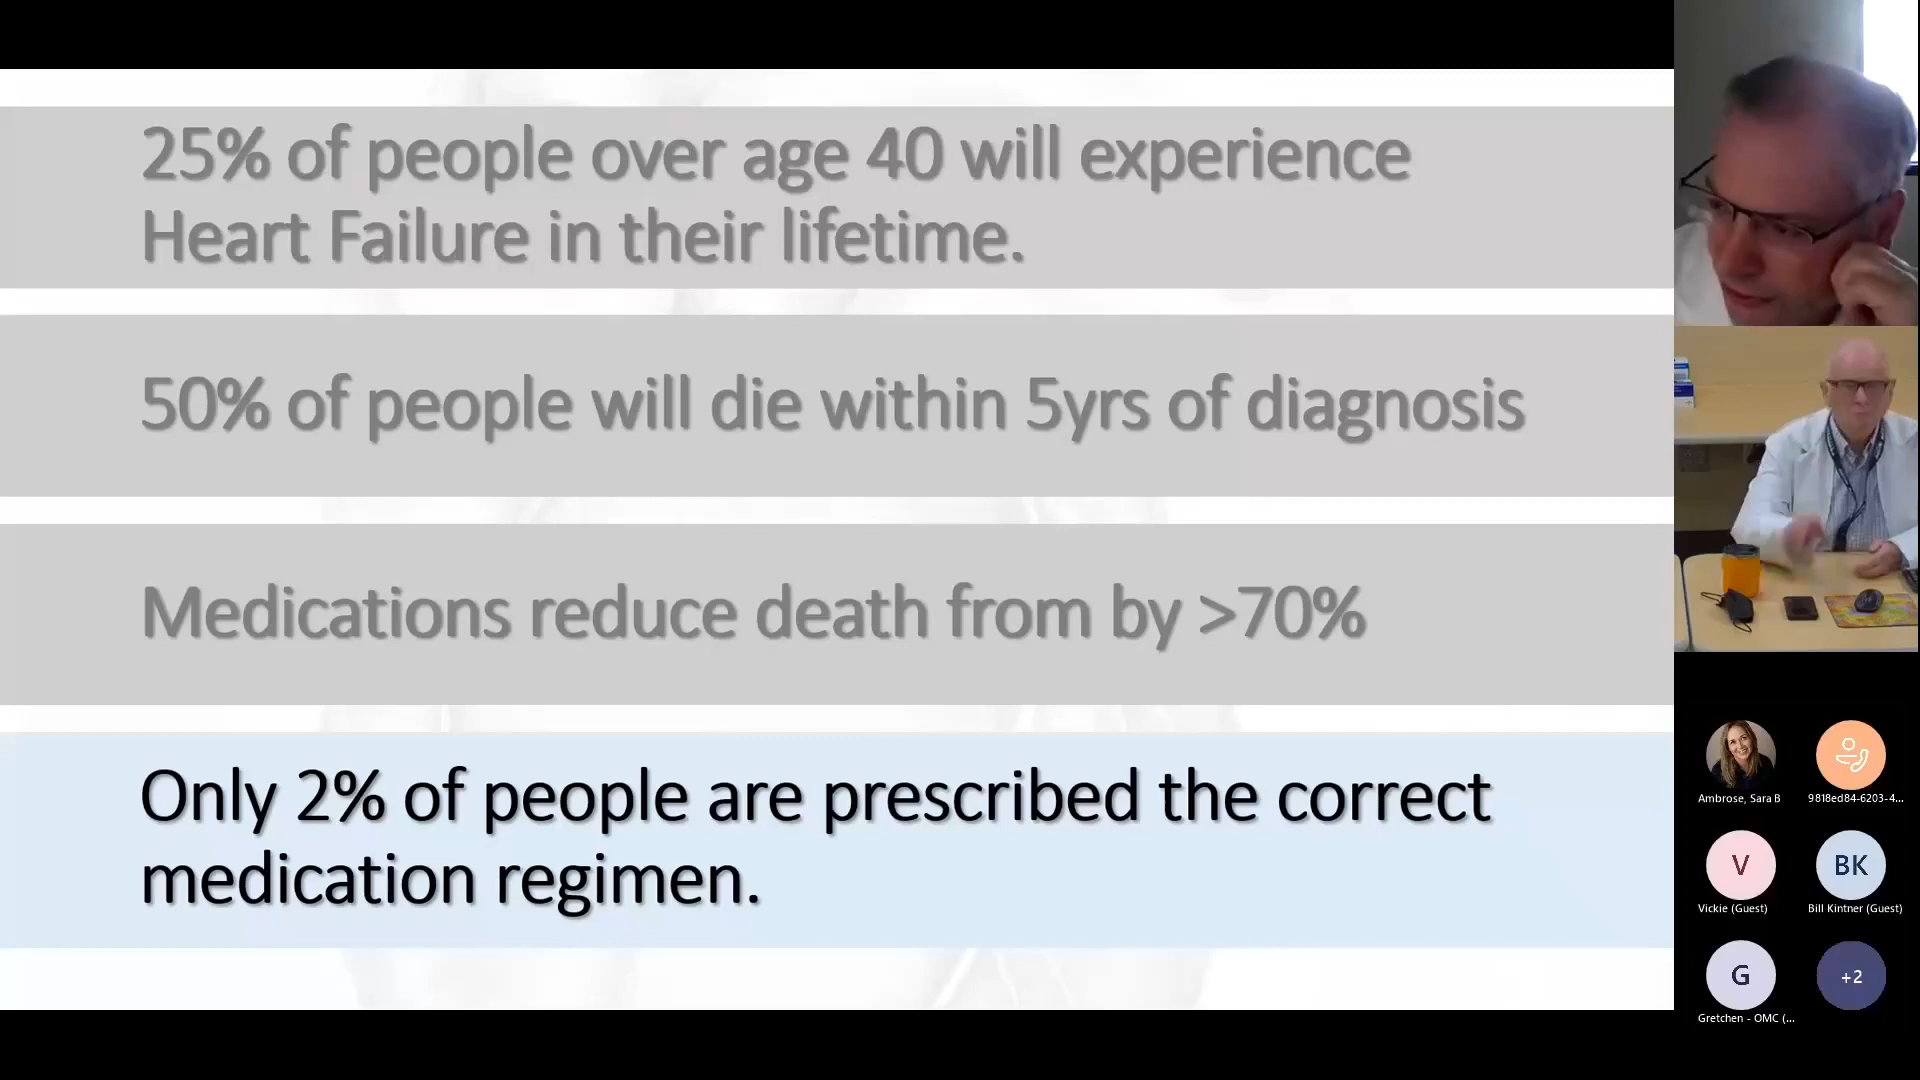 25% of people over age 40 will experience
Heart Failure in their lifetime.
50% of people will die within 5yrs of diagnosis
Medications reduce death from by >70%
Only 2% of people are prescribed the correct
medication regimen.
Ambrose, Sara B
9818ed84-6203-4...
V
BK
Vickie (Guest)
Bill Kintner (Guest)
G
+2
Gretchen - OMC (...